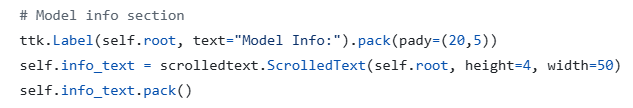 # Model info section
ttk.Label(self.root, text="Model Info:").pack(pady=(20,5))
self.info_text = scrolledtext.ScrolledText(self.root, height=4, width=50)
self.info_text.pack()